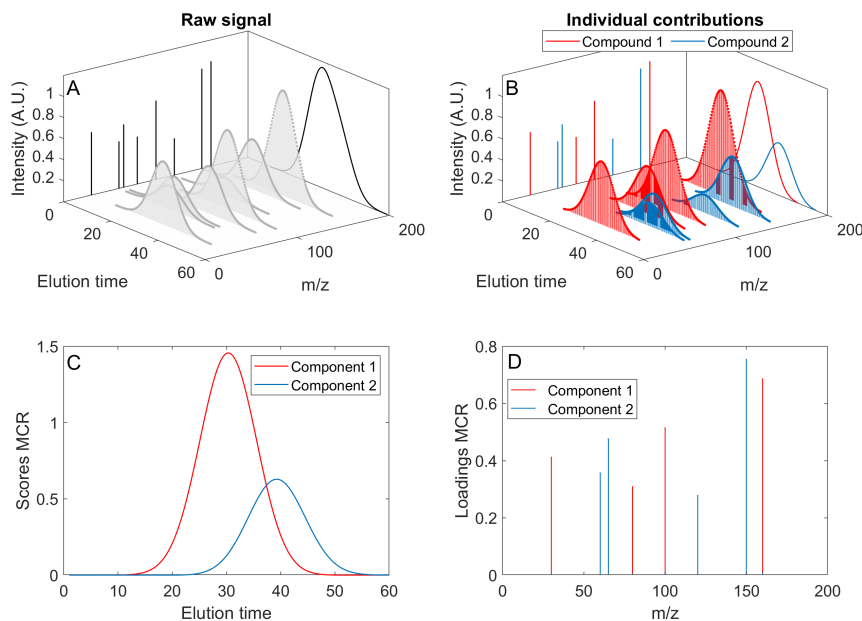 Raw signal
A
Intensity (A.U.)
1
0.8
0.6
0.4
0.2
0
20
40
60
0
100
200
Elution time
m/z
Individual contributions
Compound 1
Compound 2
B
Intensity (A.U.)
1
0.8
0.6
0.4
0.2
0
20
40
60
0
100
200
Elution time
m/z
C
Component 1
Component 2
Scores MCR
1.5
1
0.5
0
0
10
20
30
40
50
60
Elution time
D
Component 1
Component 2
Loadings MCR
0.8
0.6
0.4
0.2
0
0
50
100
150
200
m/z